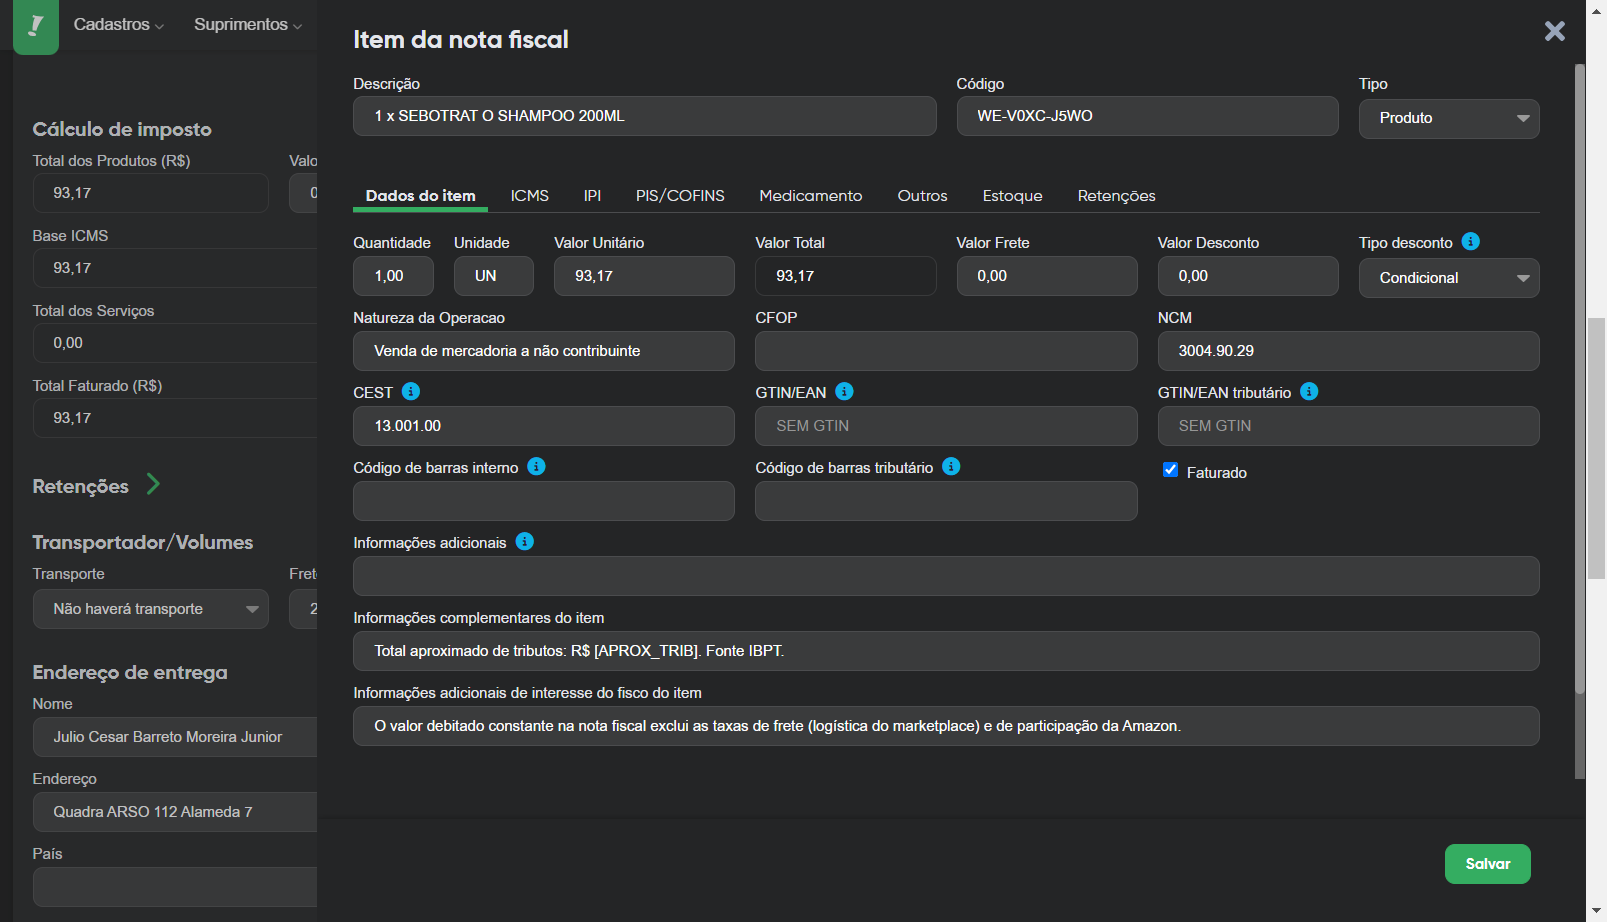 Cadastros
Suprimentos
Item da nota fiscal
Descrição
Código
Tipo
1 x SEBOTRAT O SHAMPOO 200ML
WE-V0XC-J5WO
Produto
Cálculo de imposto
Total dos Produtos (R$)
Valo
93,17
0
Base ICMS
93,17
Total dos Serviços
0,00
Total Faturado (R$)
93,17
Retenções
Transportador/Volumes
Transporte
Frete
Não haverá transporte
2
Endereço de entrega
Nome
Julio Cesar Barreto Moreira Junior
Endereço
Quadra ARSO 112 Alameda 7
País
Dados do item
ICMS
IPI
PIS/COFINS
Medicamento
Outros
Estoque
Retenções
Quantidade
Unidade
Valor Unitário
Valor Total
Valor Frete
Valor Desconto
Tipo desconto
1,00
UN
93,17
93,17
0,00
0,00
Condicional
Natureza da Operacao
CFOP
NCM
Venda de mercadoria a não contribuinte
3004.90.29
CEST
GTIN/EAN
GTIN/EAN tributário
13.001.00
SEM GTIN
SEM GTIN
Código de barras interno
Código de barras tributário
Faturado
Informações adicionais
Informações complementares do item
Total aproximado de tributos: R$ [APROX_TRIB]. Fonte IBPT.
Informações adicionais de interesse do fisco do item
O valor debitado constante na nota fiscal exclui as taxas de frete (logística do marketplace) e de participação da Amazon.
Salvar